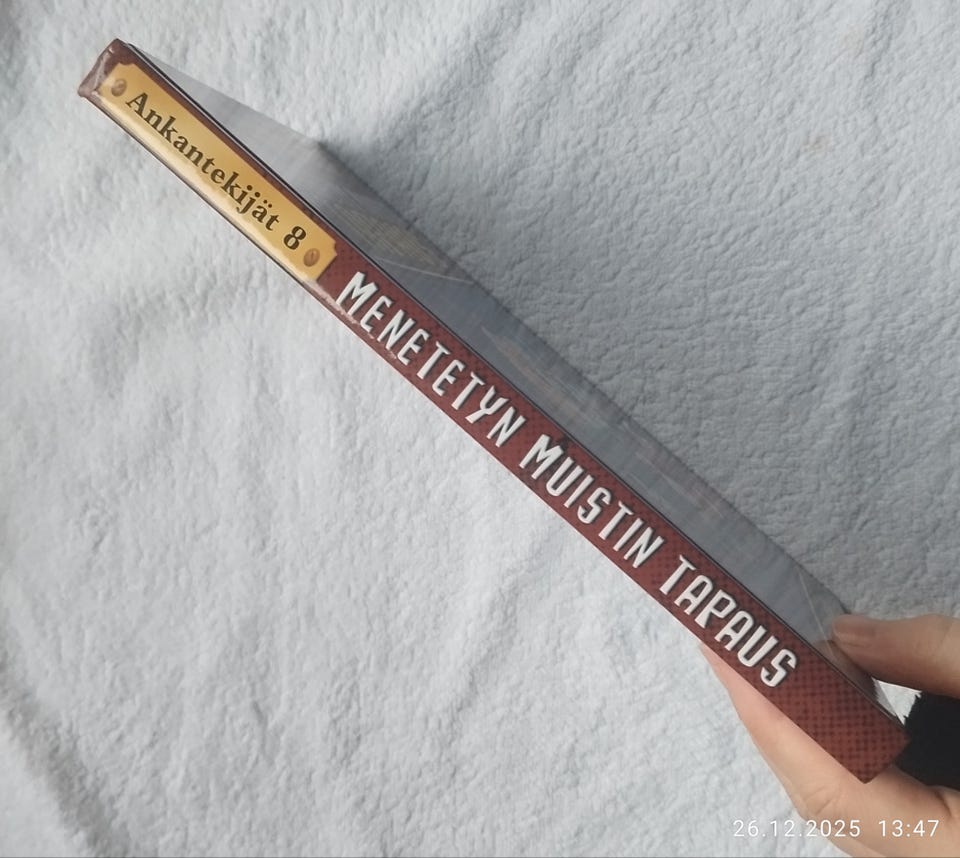 Ankantekijät 8
MENETETYN MUISTIN TAPAUS
26.12.2025 13:47